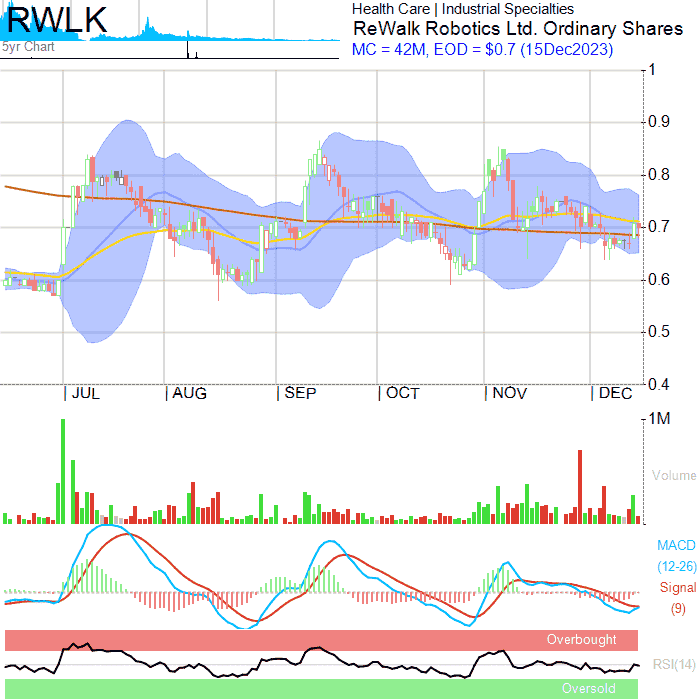 RWLK
5yr Chart
Health Care | Industrial Specialties
ReWalk Robotics Ltd. Ordinary Shares
MC = 42M, EOD = $0.7 (15Dec2023)
1
0.9
0.8
0.7
0.6
0.5
0.4
JUL AUG SEP OCT NOV DEC
1M
Volume
MACD
(12-26)
Signal
(9)
Overbought
RSI(14)
Oversold